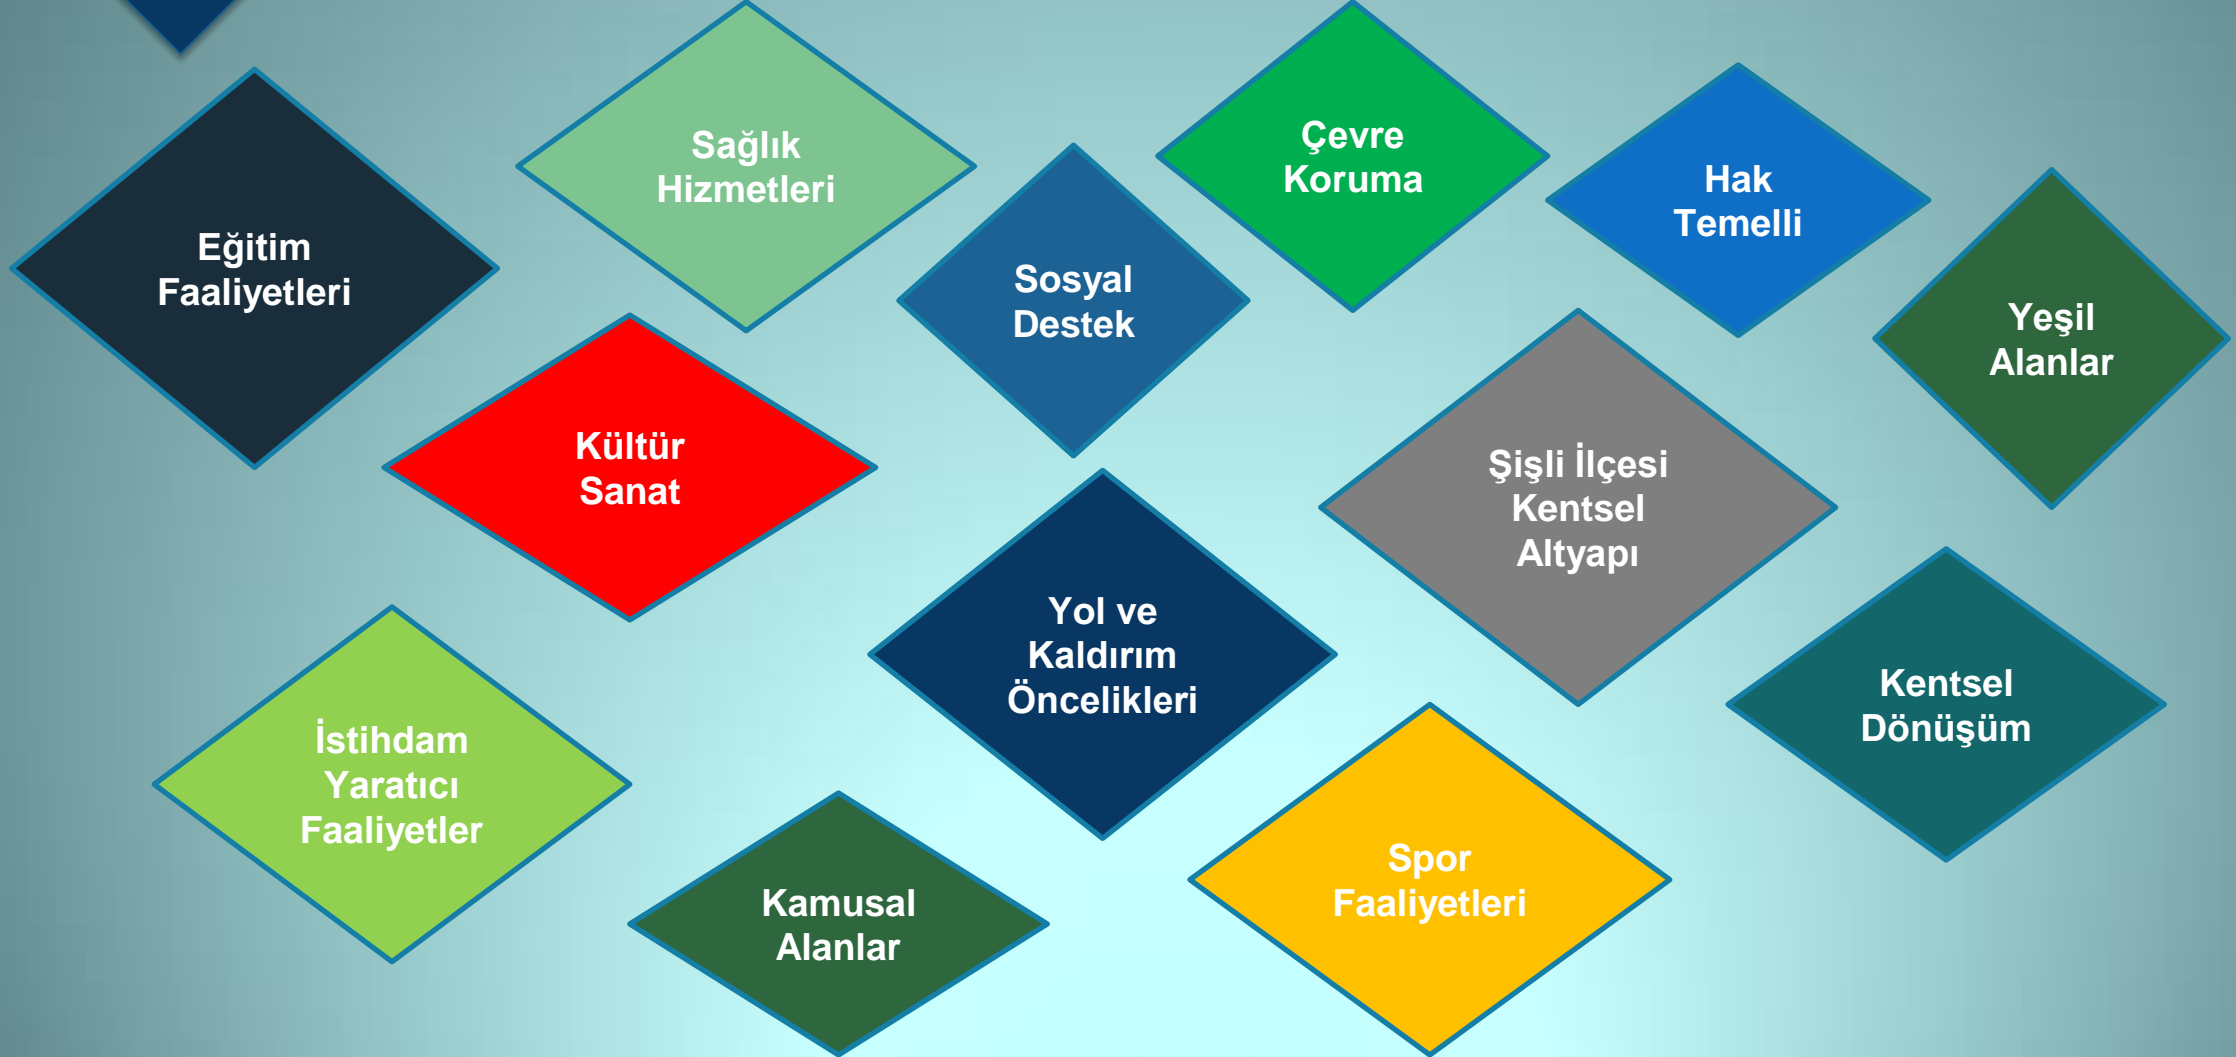 Eğitim
Faaliyetleri
Sağlık
Hizmetleri
Sosyal
Destek
Çevre
Koruma
Hak
Temelli
Yeşil
Alanlar
Kültür
Sanat
Şişli İlçesi
Kentsel
Altyapı
Yol ve
Kaldırım
Öncelikleri
Kentsel
Dönüşüm
İstihdam
Yaratıcı
Faaliyetler
Kamusal
Alanlar
Spor
Faaliyetleri